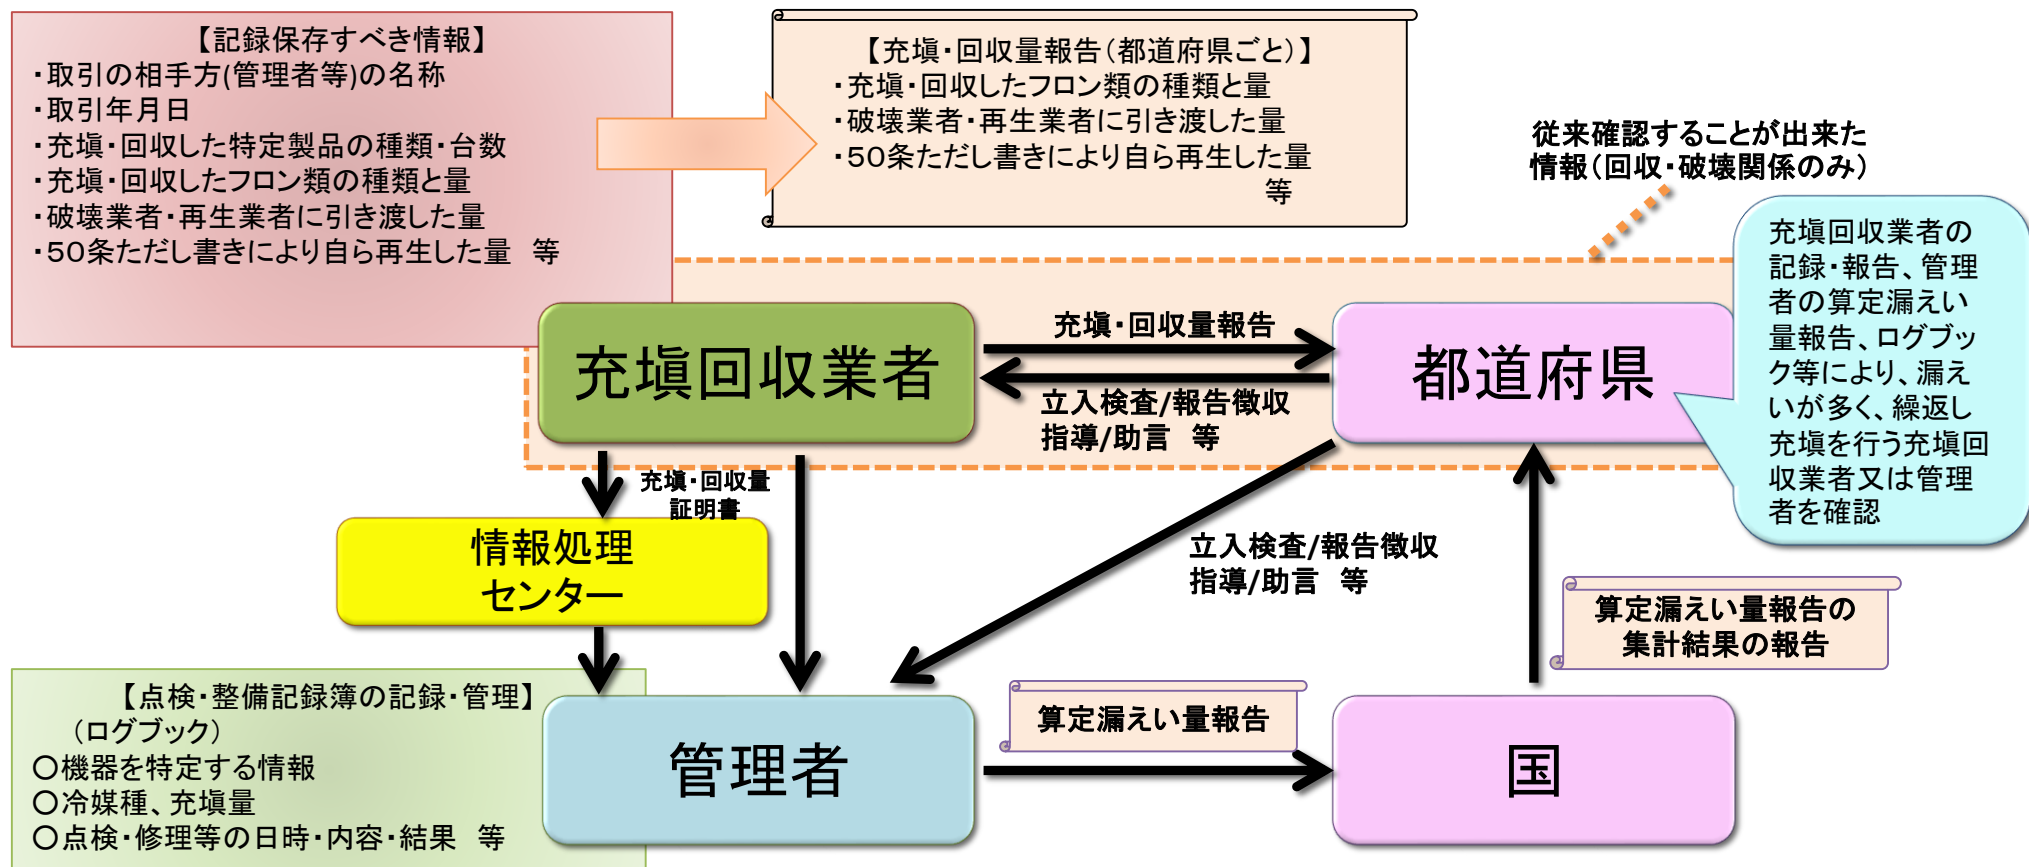 【記録保存すべき情報】
・取引の相手方(管理者等)の名称
・取引年月日
・充塡・回収した特定製品の種類・台数
・充塡・回収したフロン類の種類と量
・破壊業者・再生業者に引き渡した量
・50条ただし書きにより自ら再生した量　等
【充塡・回収量報告（都道府県ごと）】
・充塡・回収したフロン類の種類と量
・破壊業者・再生業者に引き渡した量
・50条ただし書きにより自ら再生した量
等
従来確認することが出来た
情報（回収・破壊関係のみ）
充塡回収業者の
記録・報告、管理
者の算定漏えい
量報告、ログブッ
ク等により、漏え
いが多く、繰返し
充塡を行う充塡回
収業者又は管理
者を確認
充塡回収業者
充塡・回収量報告
立入検査/報告徴収
指導/助言　等
都道府県
充塡・回収量
証明書
情報処理
センター
立入検査/報告徴収
指導/助言　等
算定漏えい量報告の
集計結果の報告
【点検・整備記録簿の記録・管理】
（ログブック）
○機器を特定する情報
○冷媒種、充塡量
○点検・修理等の日時・内容・結果　等
管理者
算定漏えい量報告
国